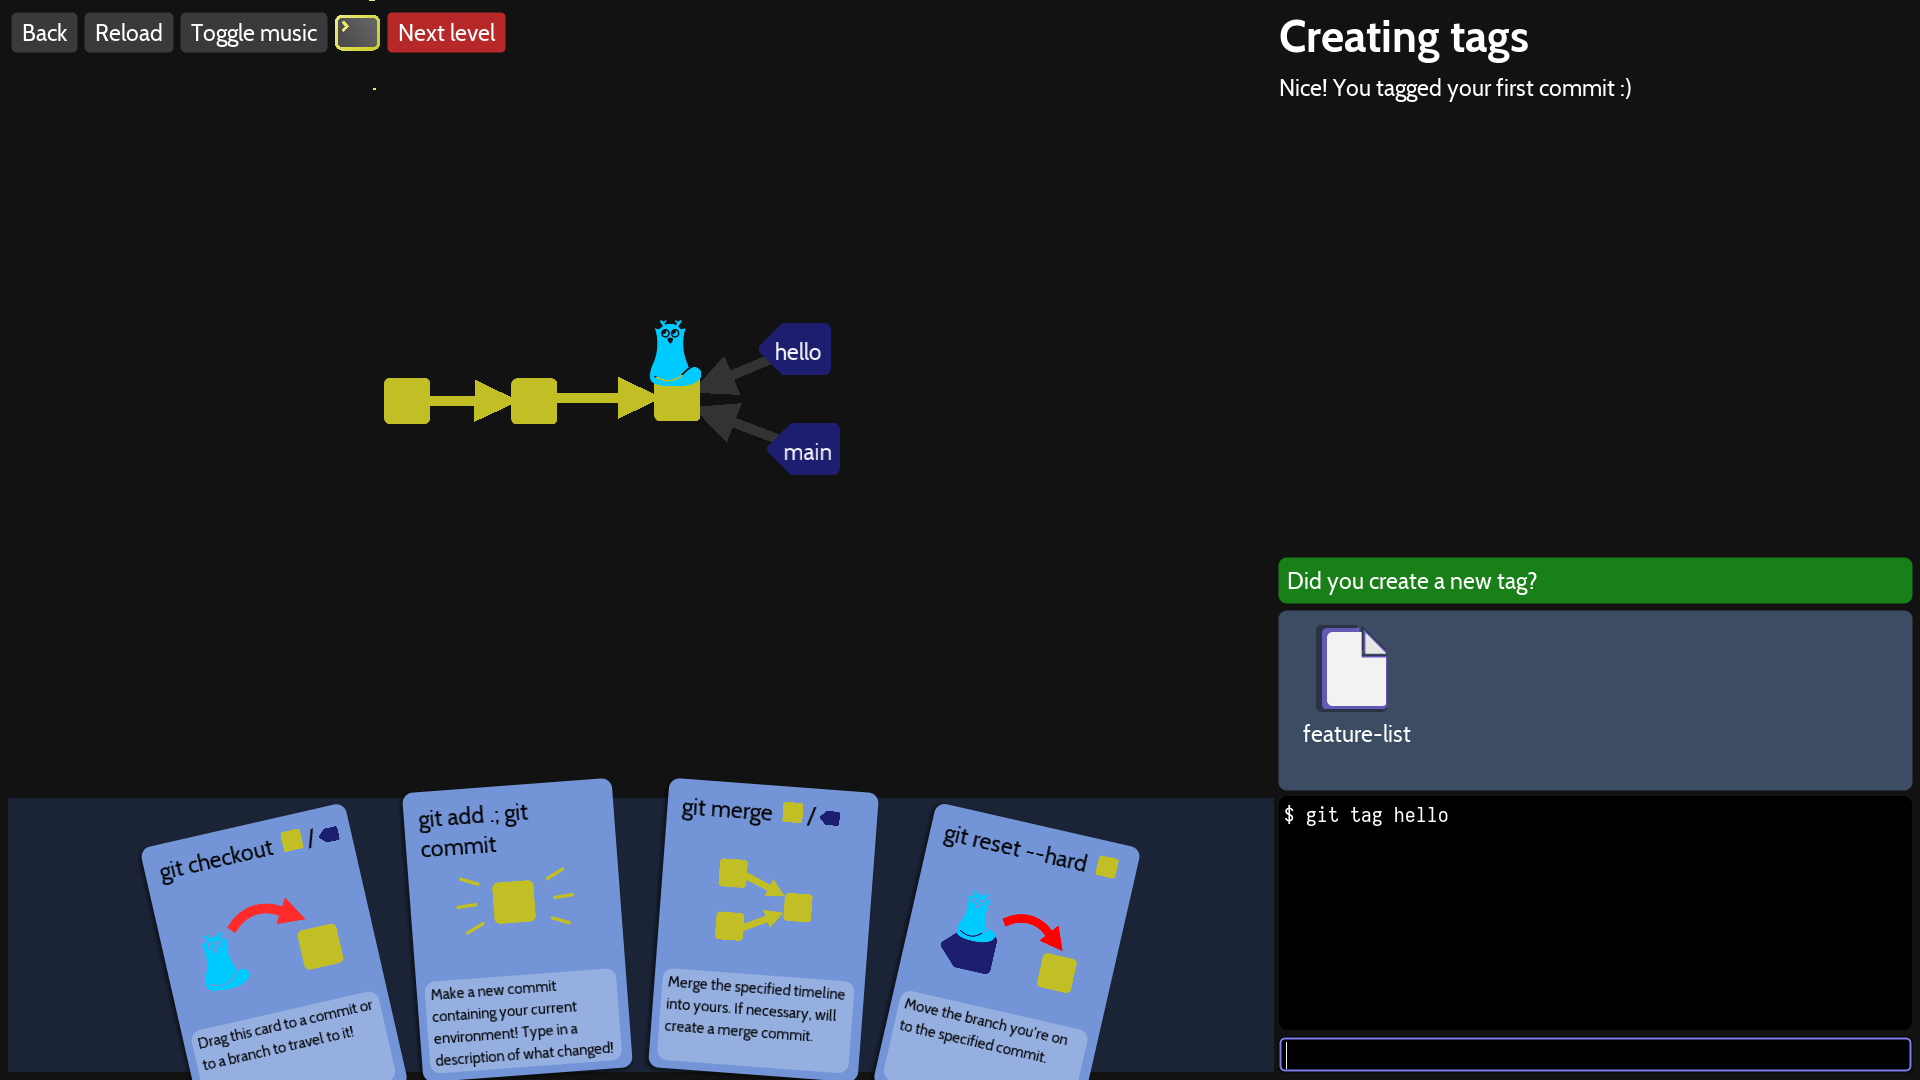 Back
Reload
Toggle music
Next level
Creating tags
Nice! You tagged your first commit :)
hello
main
Did you create a new tag?
feature-list
$ git tag hello
git checkout /
Drag this card to a commit or
to a branch to travel to it!
git add .; git
commit
Make a new commit
containing your current
environment! Type in a
description of what changed!
git merge /
Merge the specified timeline
into yours. If necessary, will
create a merge commit.
git reset --hard
Move the branch you're on
to the specified commit.